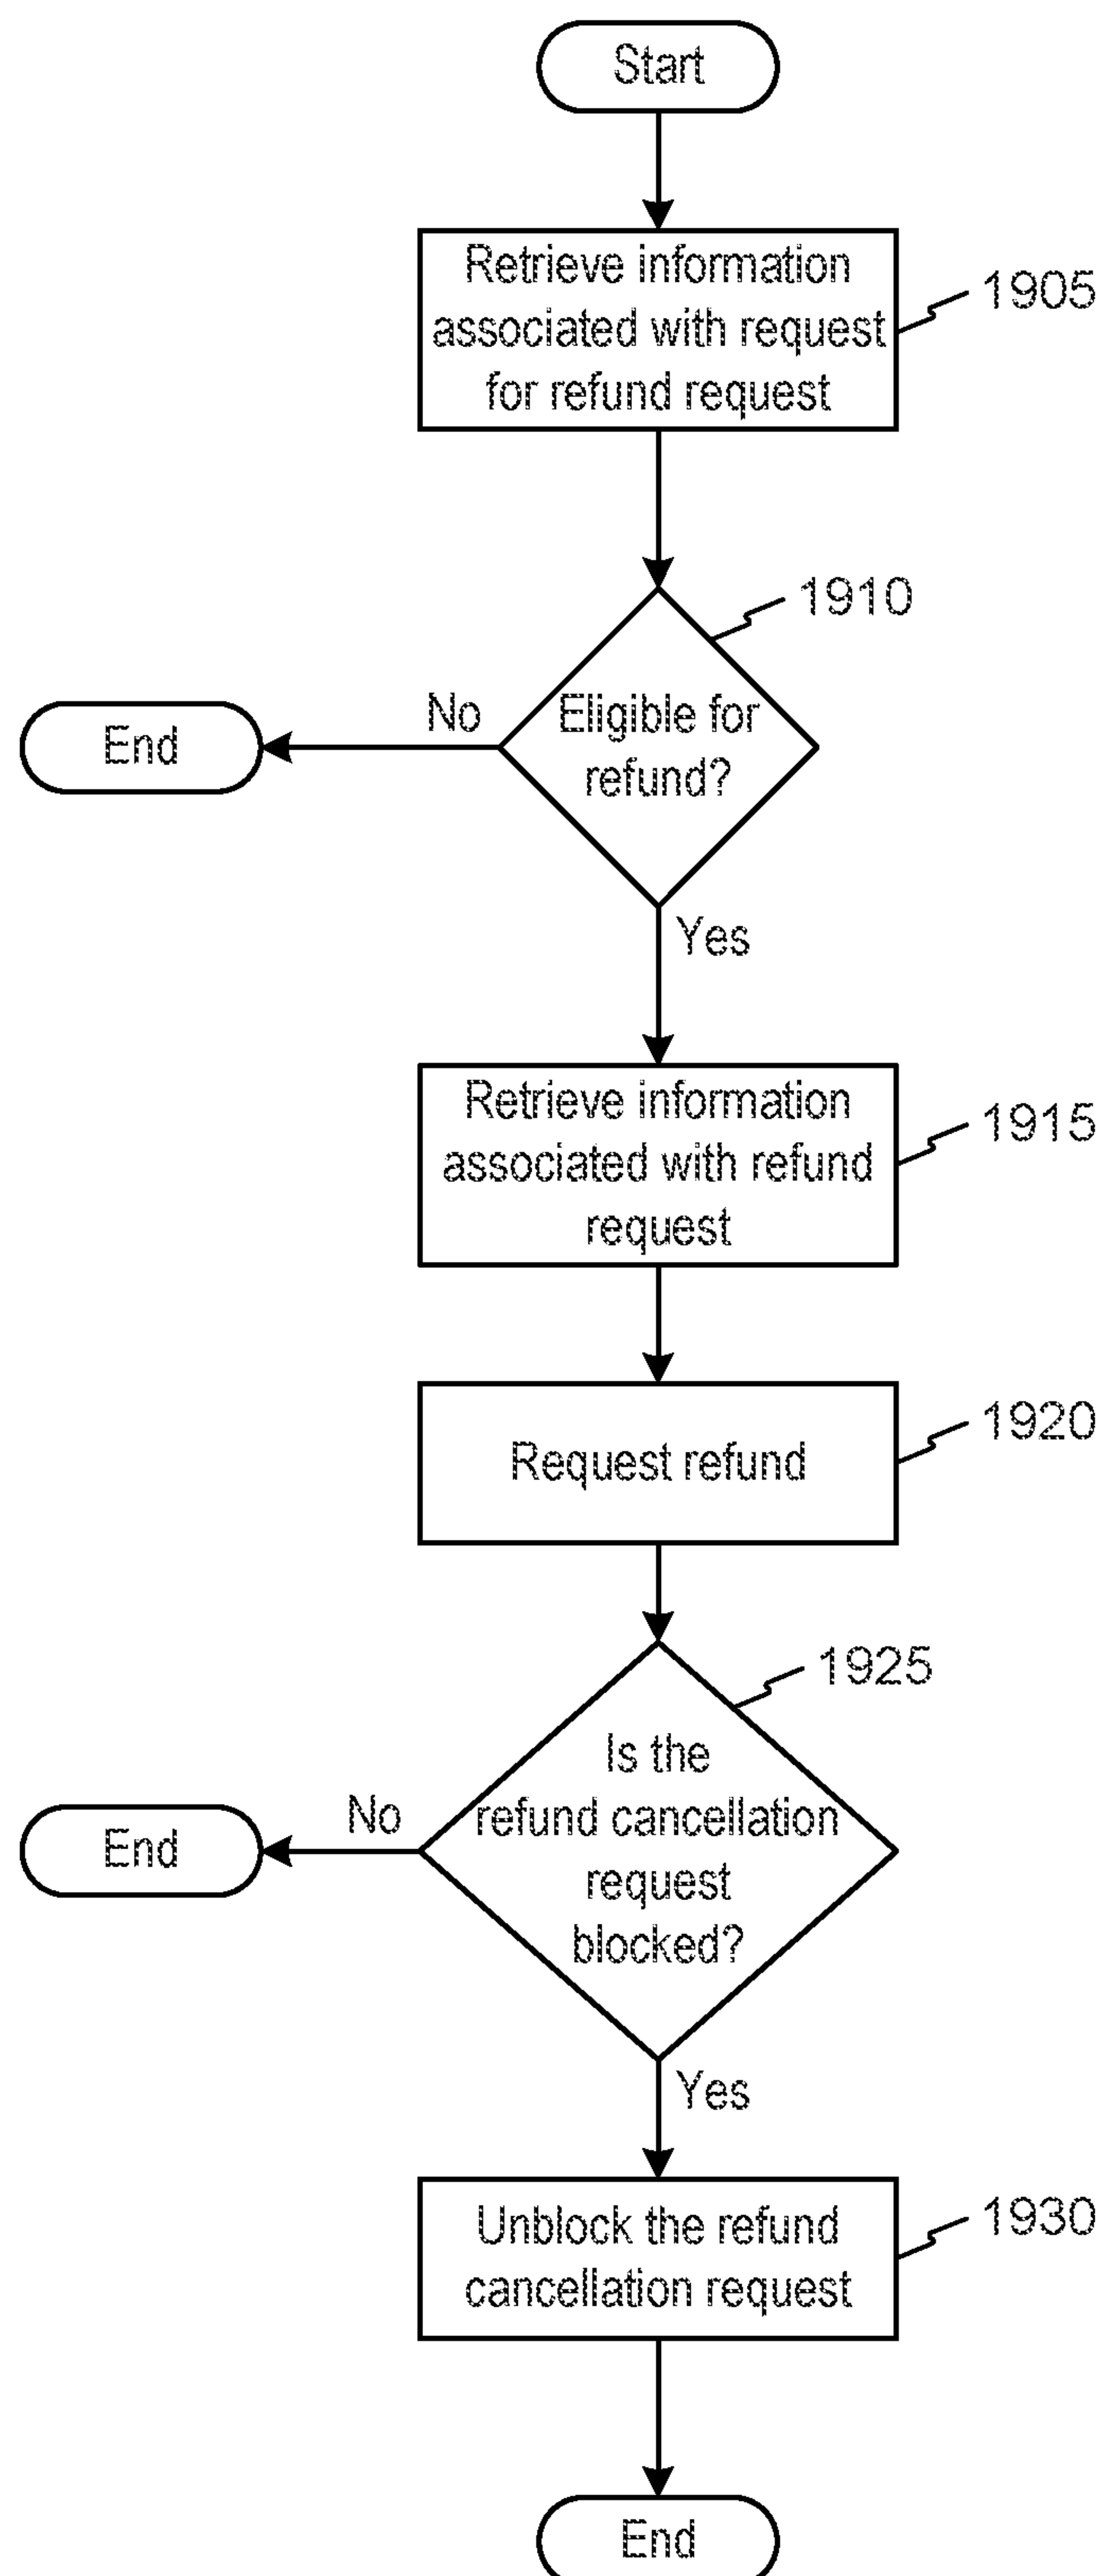 Start
Retrieve information
associated with request
for refund request
1905
1910
Eligible for
refund?
No
End
Yes
Retrieve information
associated with refund
request
1915
Request refund
1920
1925
Is the
refund cancellation
request
blocked?
No
End
Yes
Unblock the refund
cancellation request
1930
End